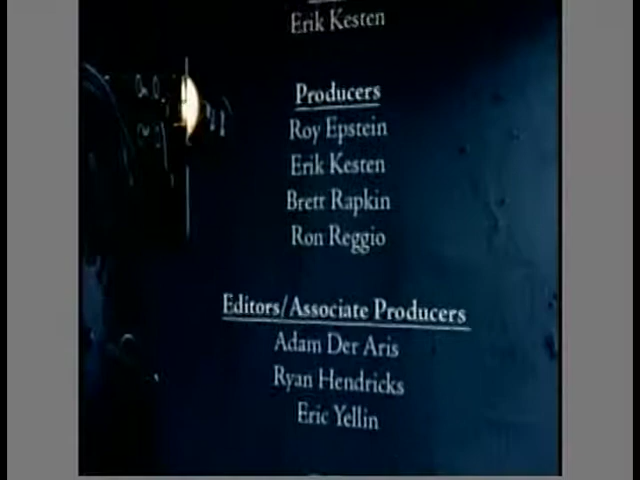 Erik Kesten
Producers
Roy Epstein
Erik Kesten
Brett Rapkin
Ron Reggio
Editors/Associate Producers
Adam Der Aris
Ryan Hendricks
Eric Yellin